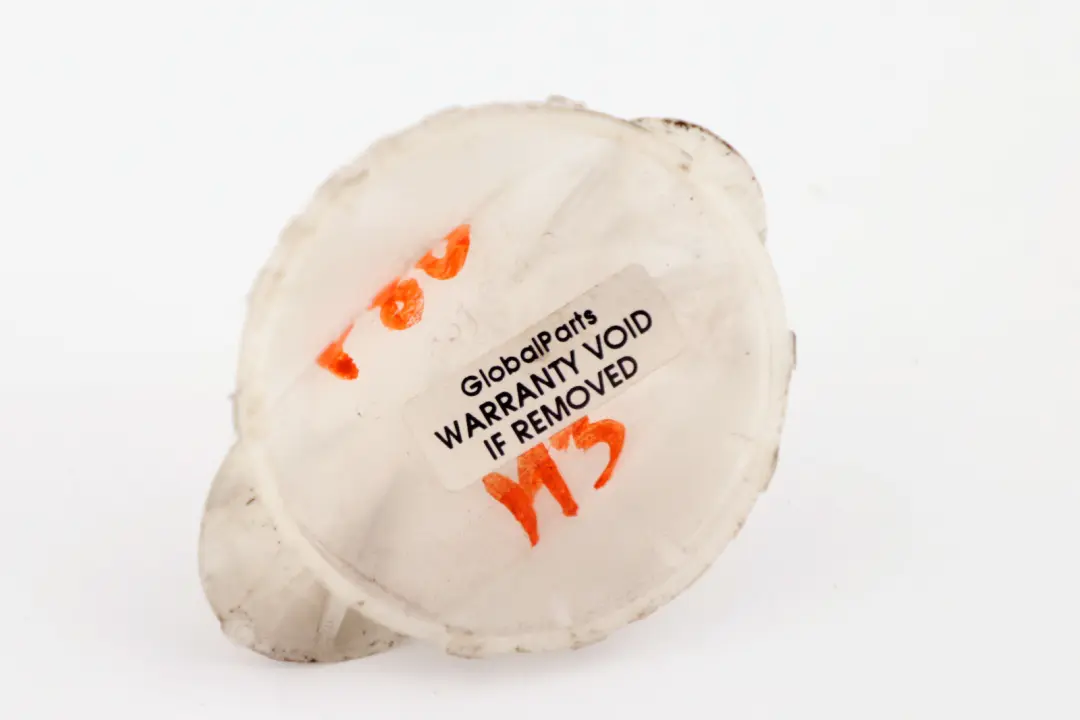 GlobalParts
WARRANTY VOID
IF REMOVED